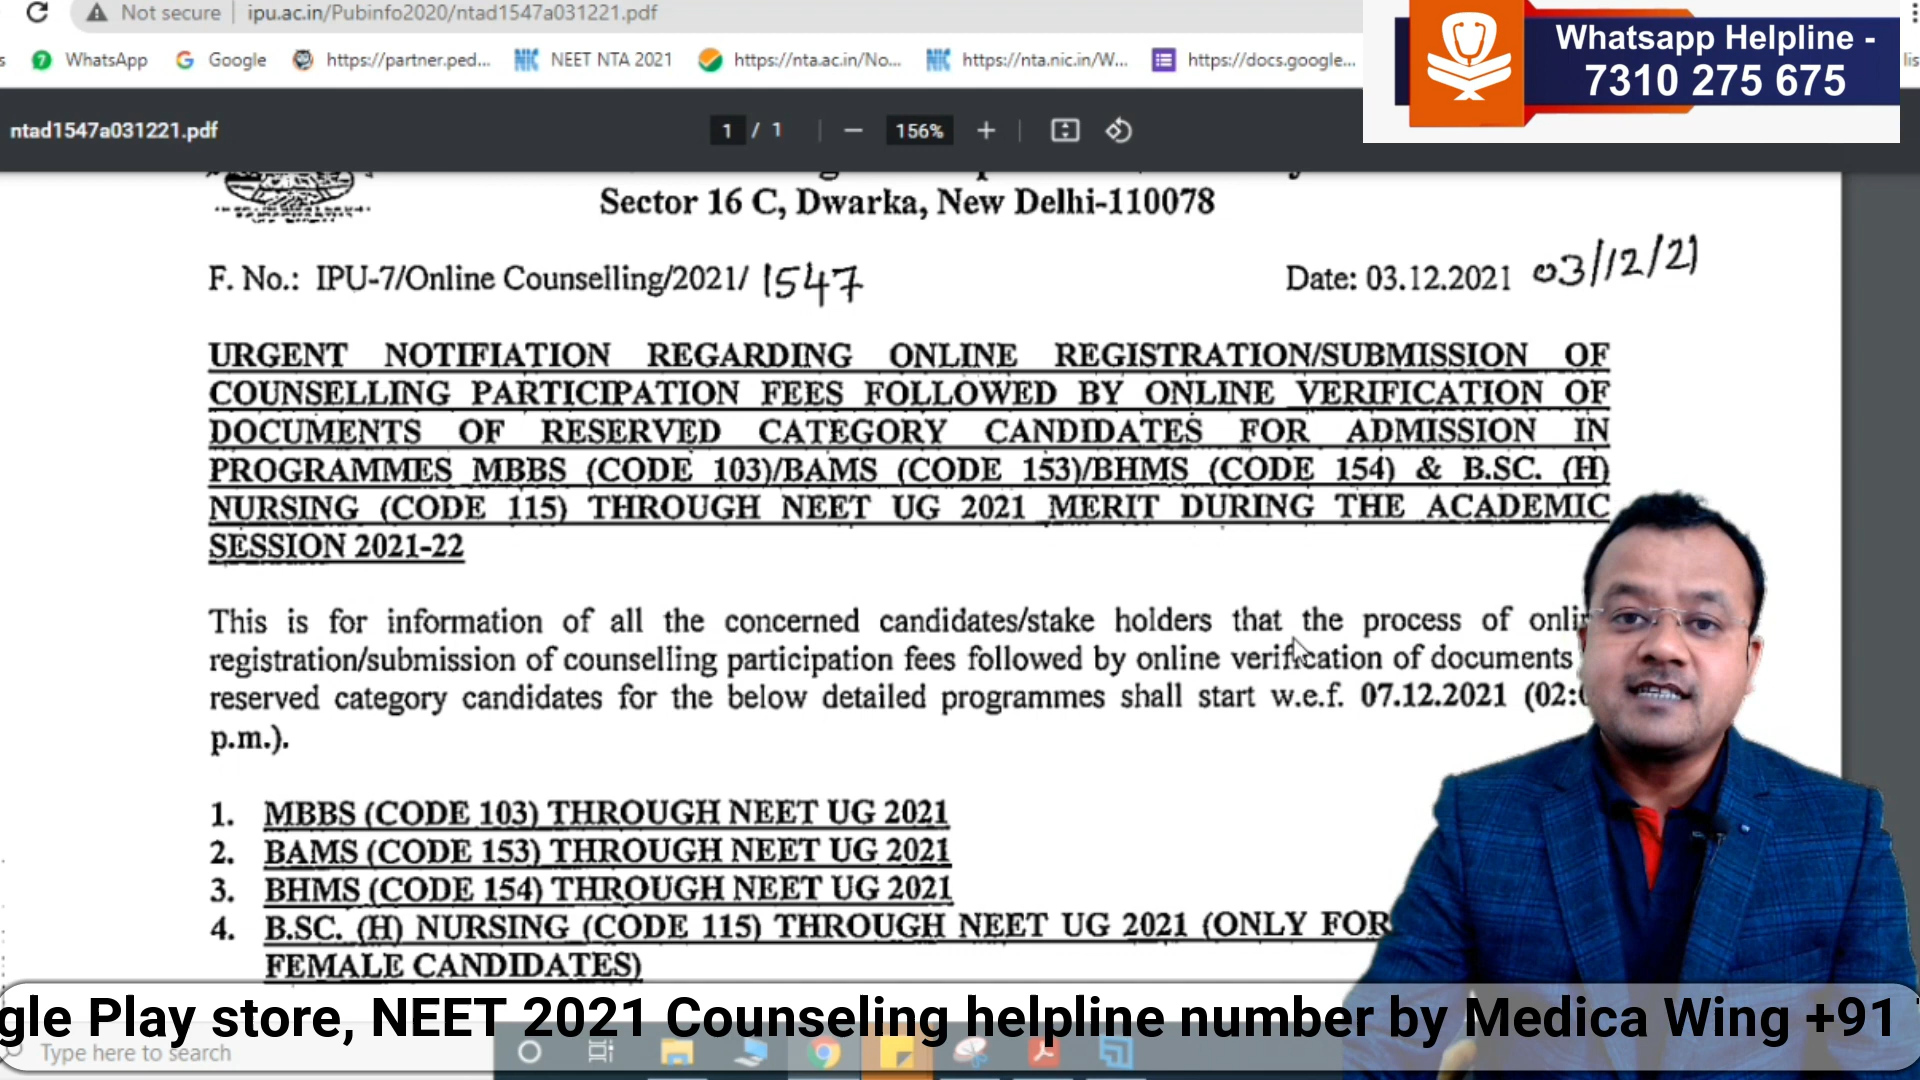 Not secure | ipu.ac.in/Pubinfo2020/ntad1547a031221.pdf
WhatsApp Google https://partner.ped... NEET NTA 2021 https://nta.ac.in/No... https://nta.nic.in/W... https://docs.google...
Whatsapp Helpline -
7310 275 675
ntad1547a031221.pdf 1 / 1 156%
Sector 16 C, Dwarka, New Delhi-110078
F. No.: IPU-7/Online Counselling/2021/ 1547 Date: 03.12.2021 03/12/21
URGENT NOTIFIATION REGARDING ONLINE REGISTRATION/SUBMISSION OF
COUNSELLING PARTICIPATION FEES FOLLOWED BY ONLINE VERIFICATION OF
DOCUMENTS OF RESERVED CATEGORY CANDIDATES FOR ADMISSION IN
PROGRAMMES MBBS (CODE 103)/BAMS (CODE 153)/BHMS (CODE 154) & B.SC. (H)
NURSING (CODE 115) THROUGH NEET UG 2021 MERIT DURING THE ACADEMIC
SESSION 2021-22
This is for information of all the concerned candidates/stake holders that the process of onli
registration/submission of counselling participation fees followed by online verification of documents
reserved category candidates for the below detailed programmes shall start w.e.f. 07.12.2021 (02:
p.m.).
1. MBBS (CODE 103) THROUGH NEET UG 2021
2. BAMS (CODE 153) THROUGH NEET UG 2021
3. BHMS (CODE 154) THROUGH NEET UG 2021
4. B.SC. (H) NURSING (CODE 115) THROUGH NEET UG 2021 (ONLY FOR
FEMALE CANDIDATES)
gle Play store, NEET 2021 Counseling helpline number by Medica Wing +91
Type here to search